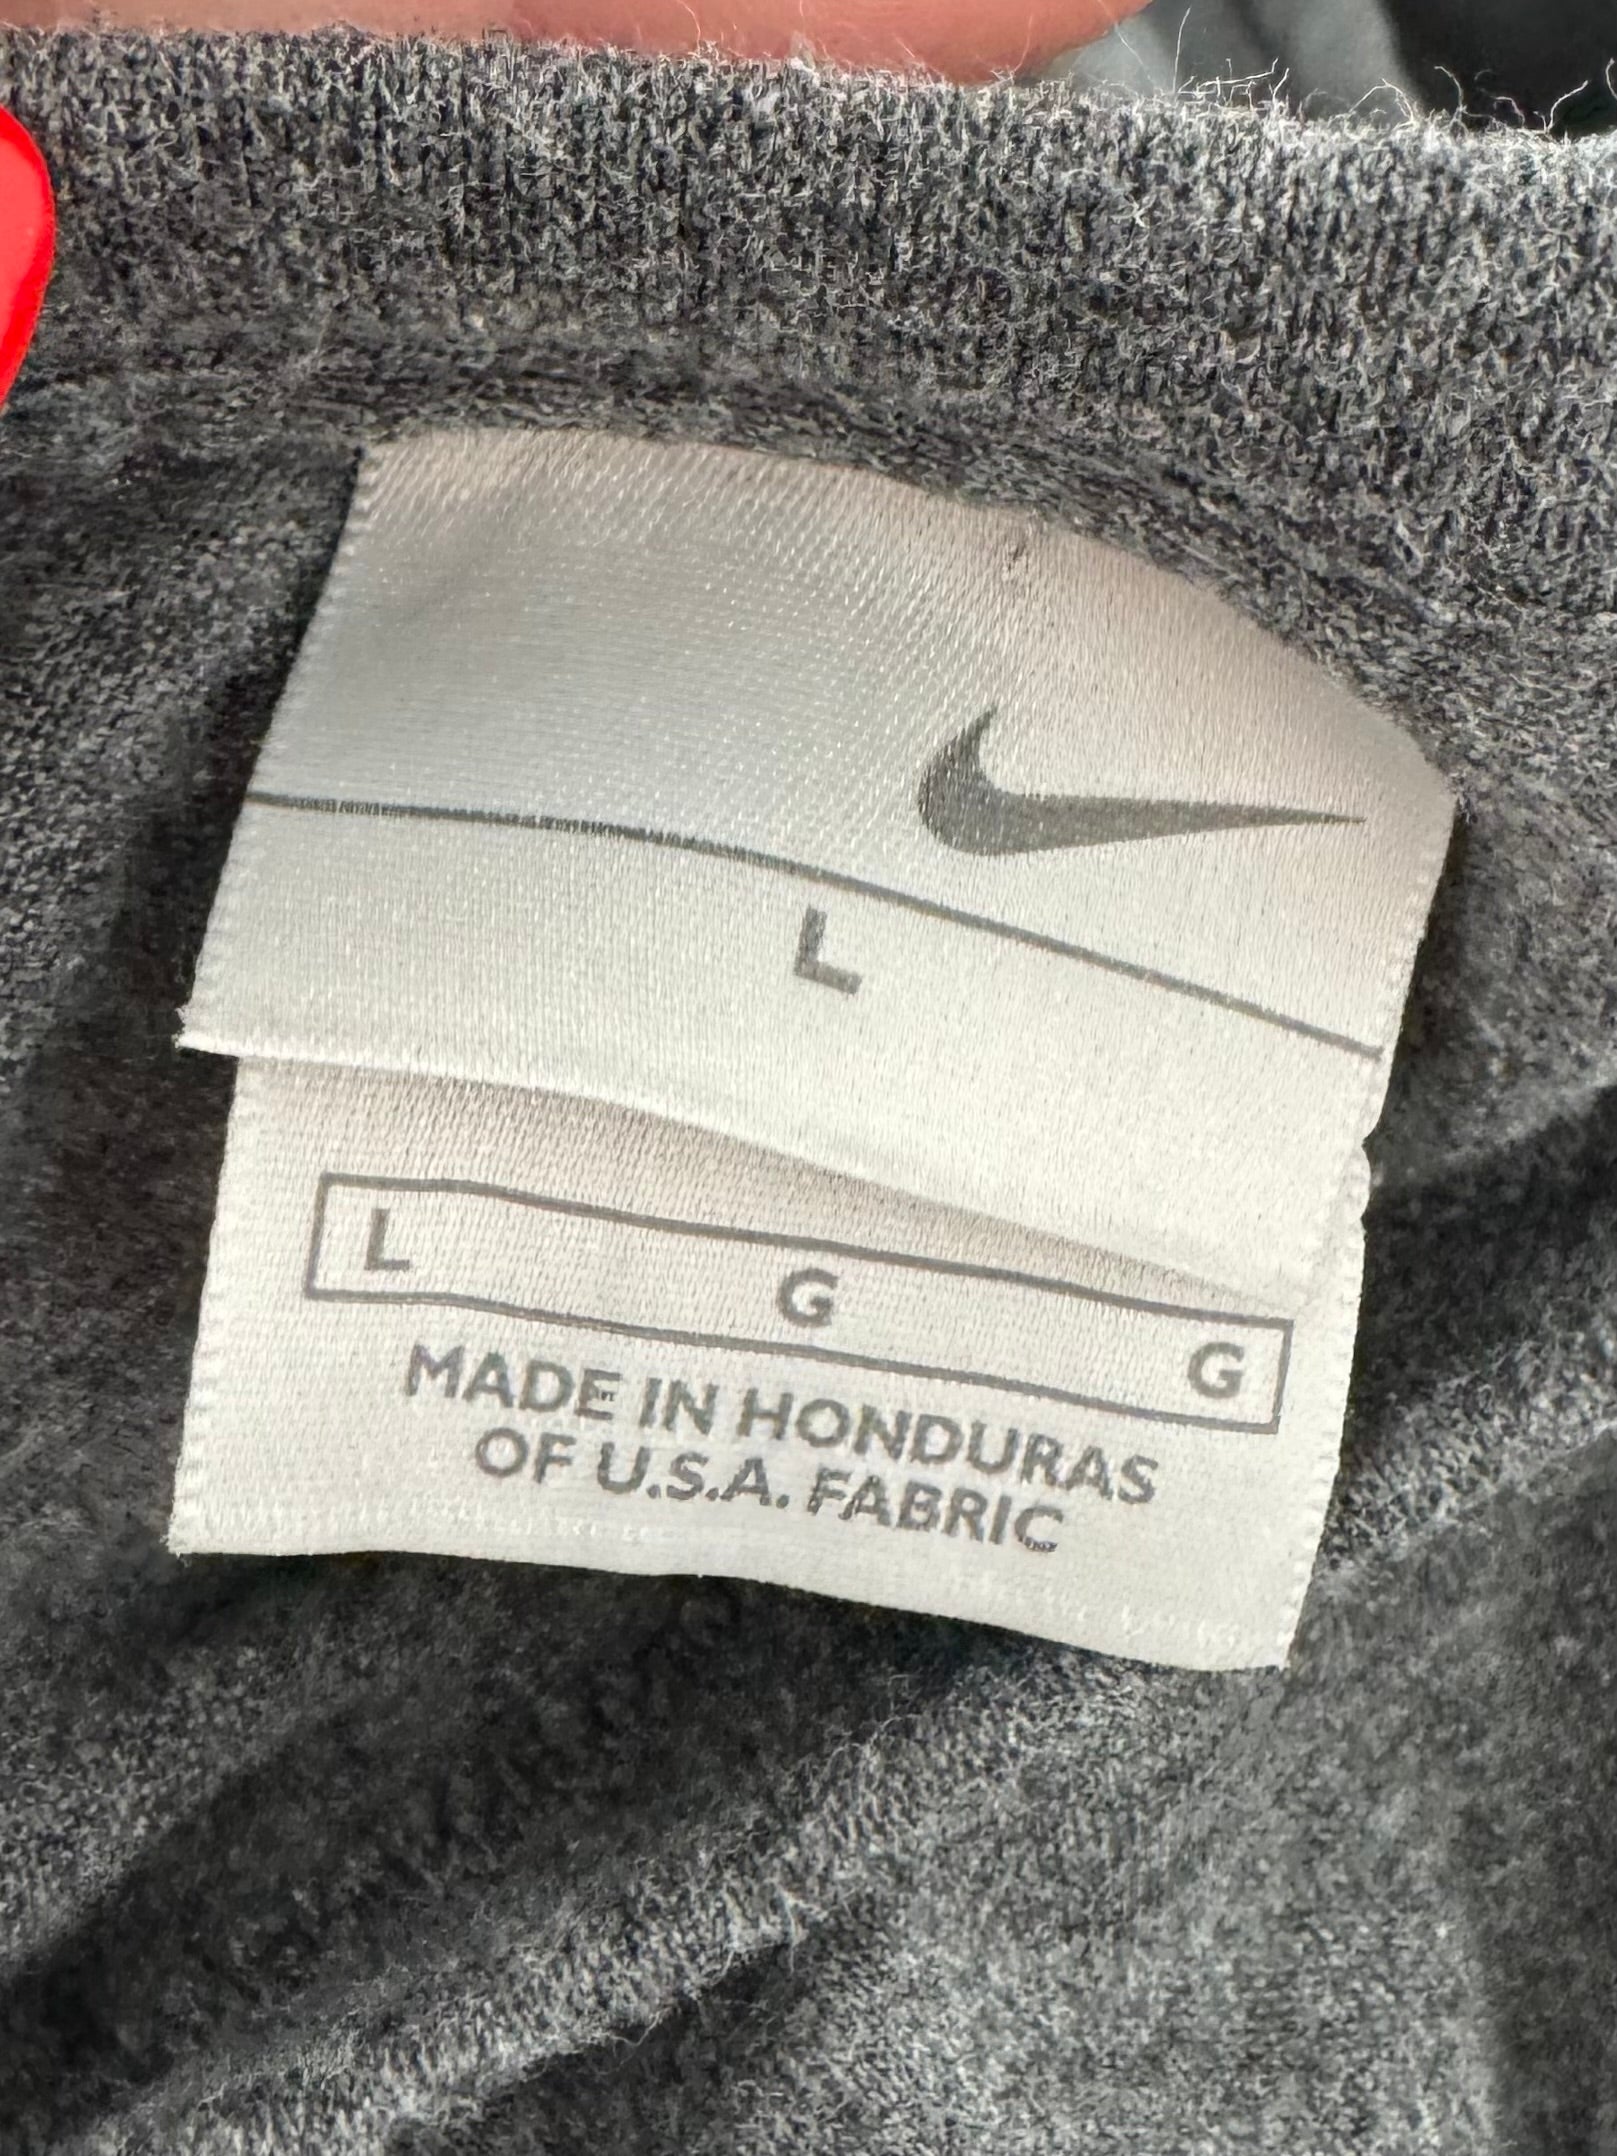 L
L G G
MADE IN HONDURAS
OF U.S.A. FABRIC